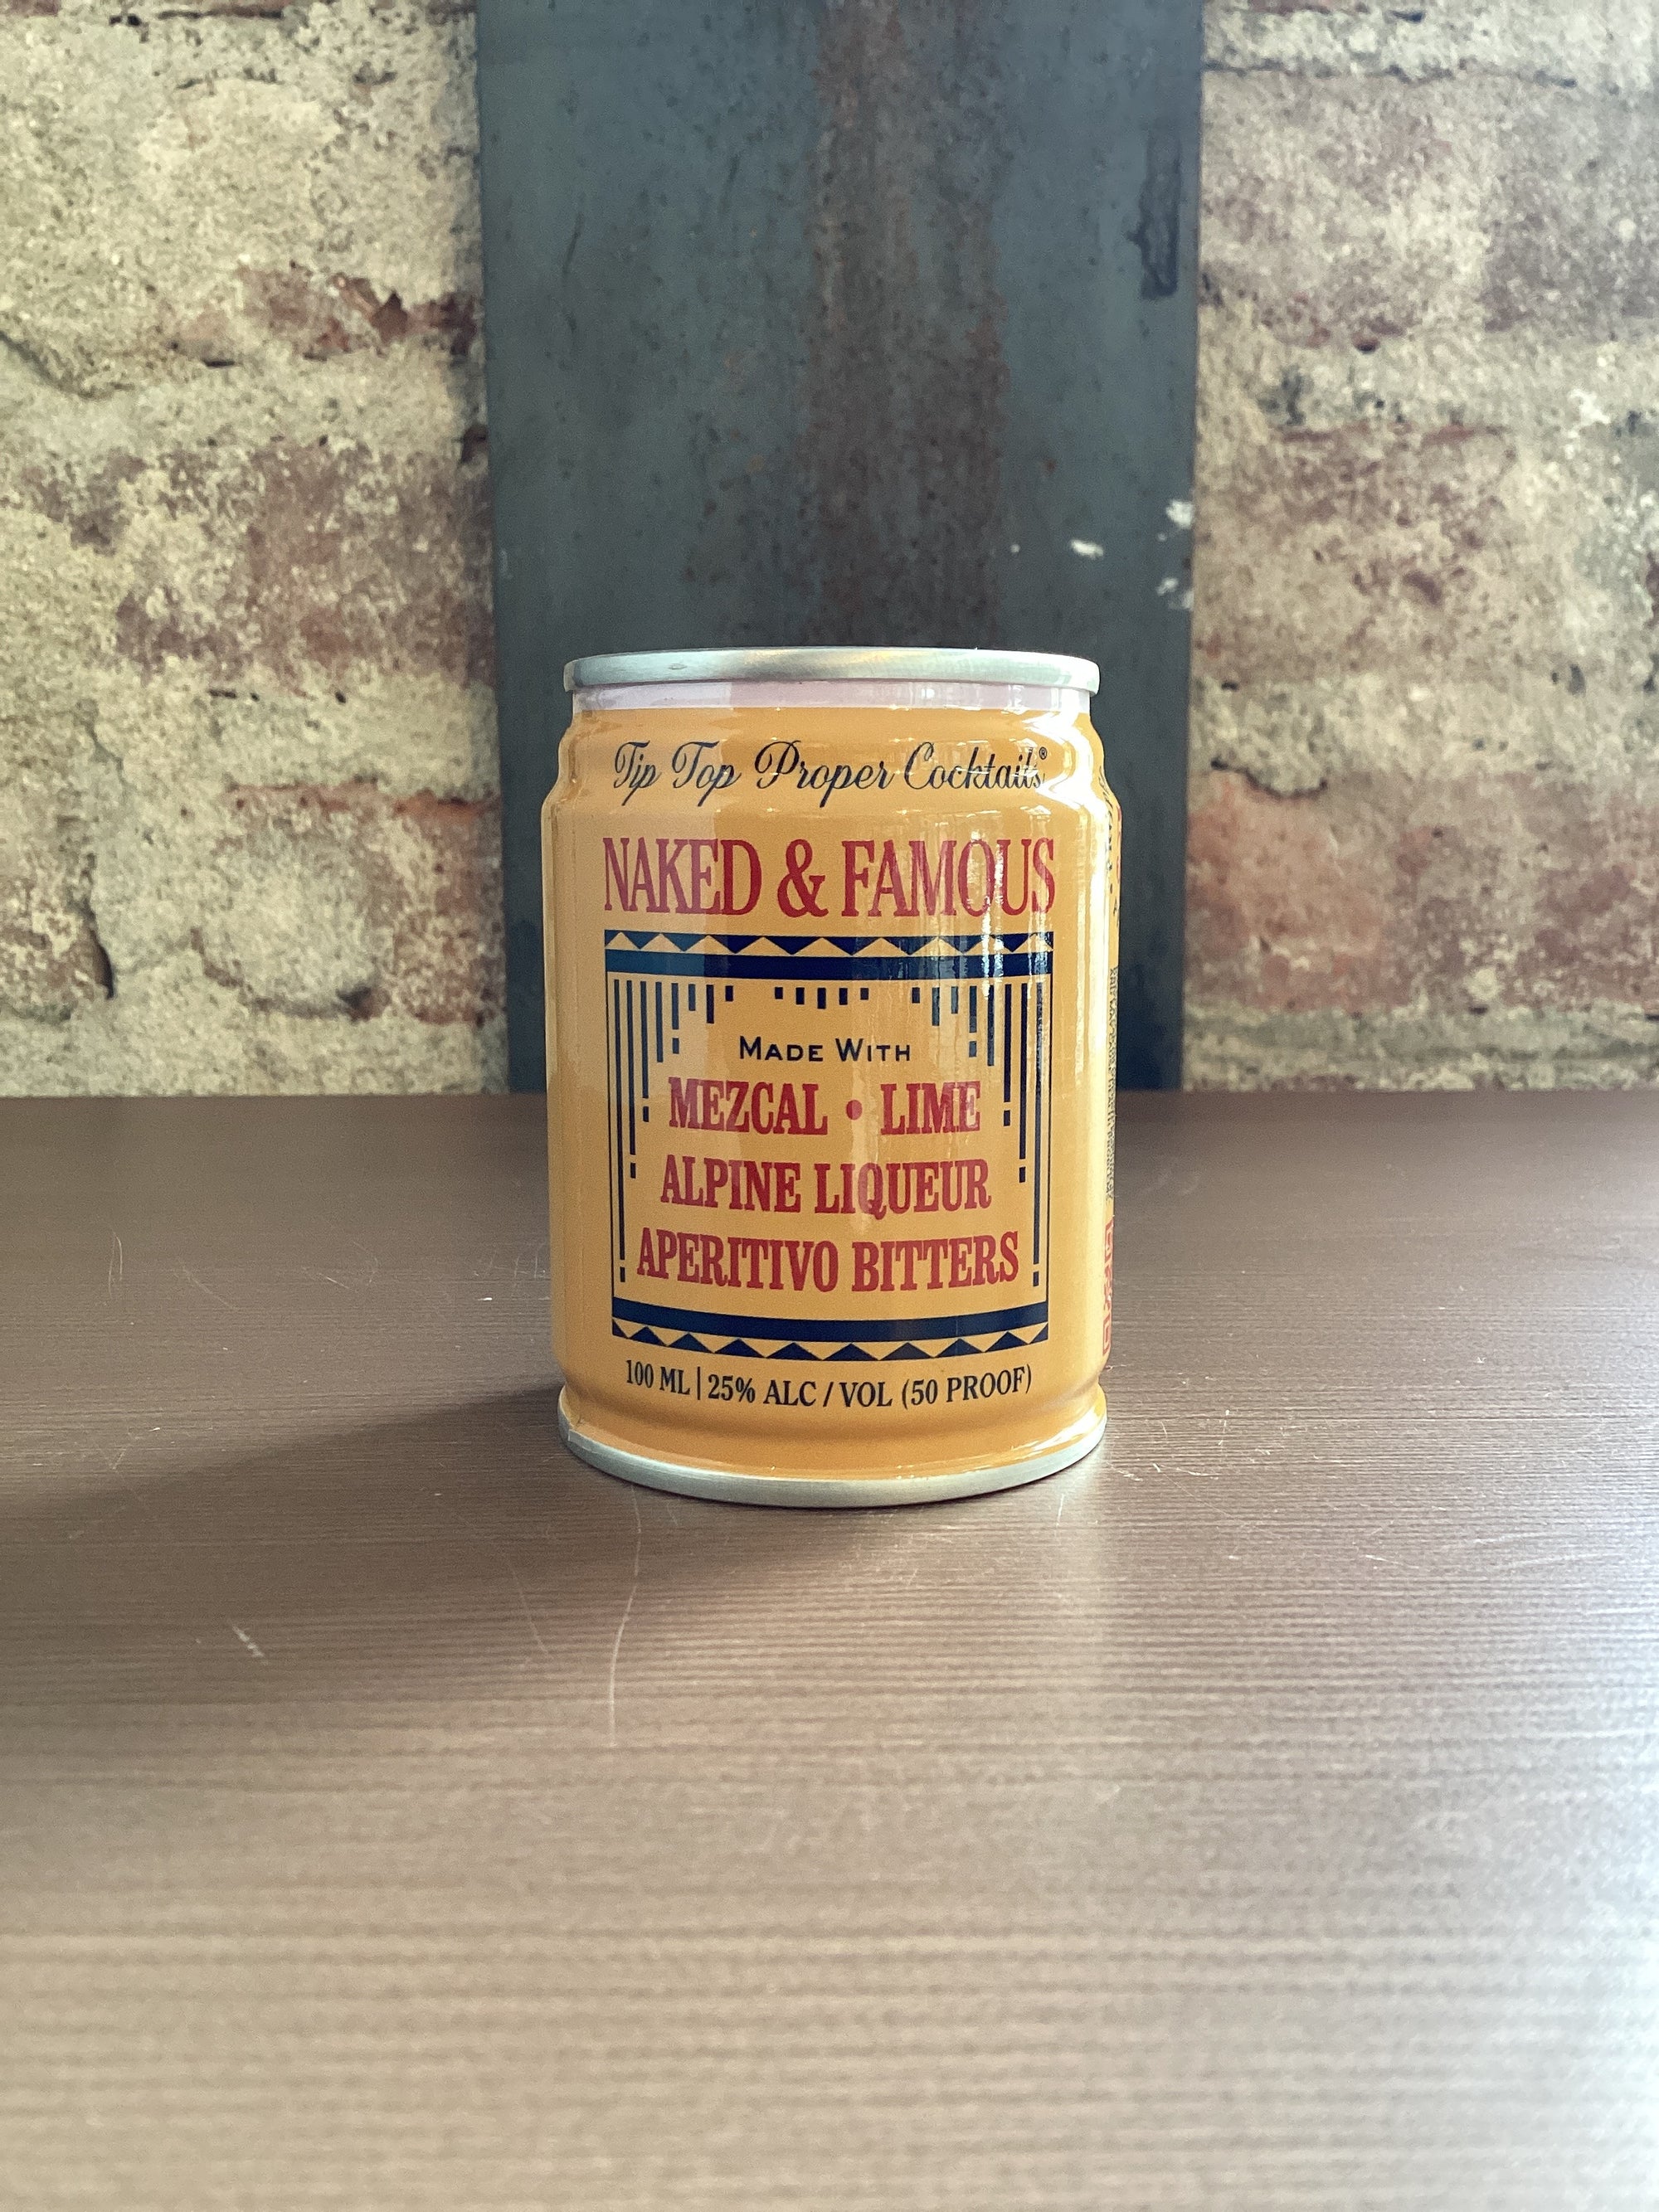 Tip Top Proper Cocktails®
NAKED & FAMOUS
MADE WITH
MEZCAL • LIME
ALPINE LIQUEUR
APERITIVO BITTERS
100 ML | 25% ALC / VOL (50 PROOF)